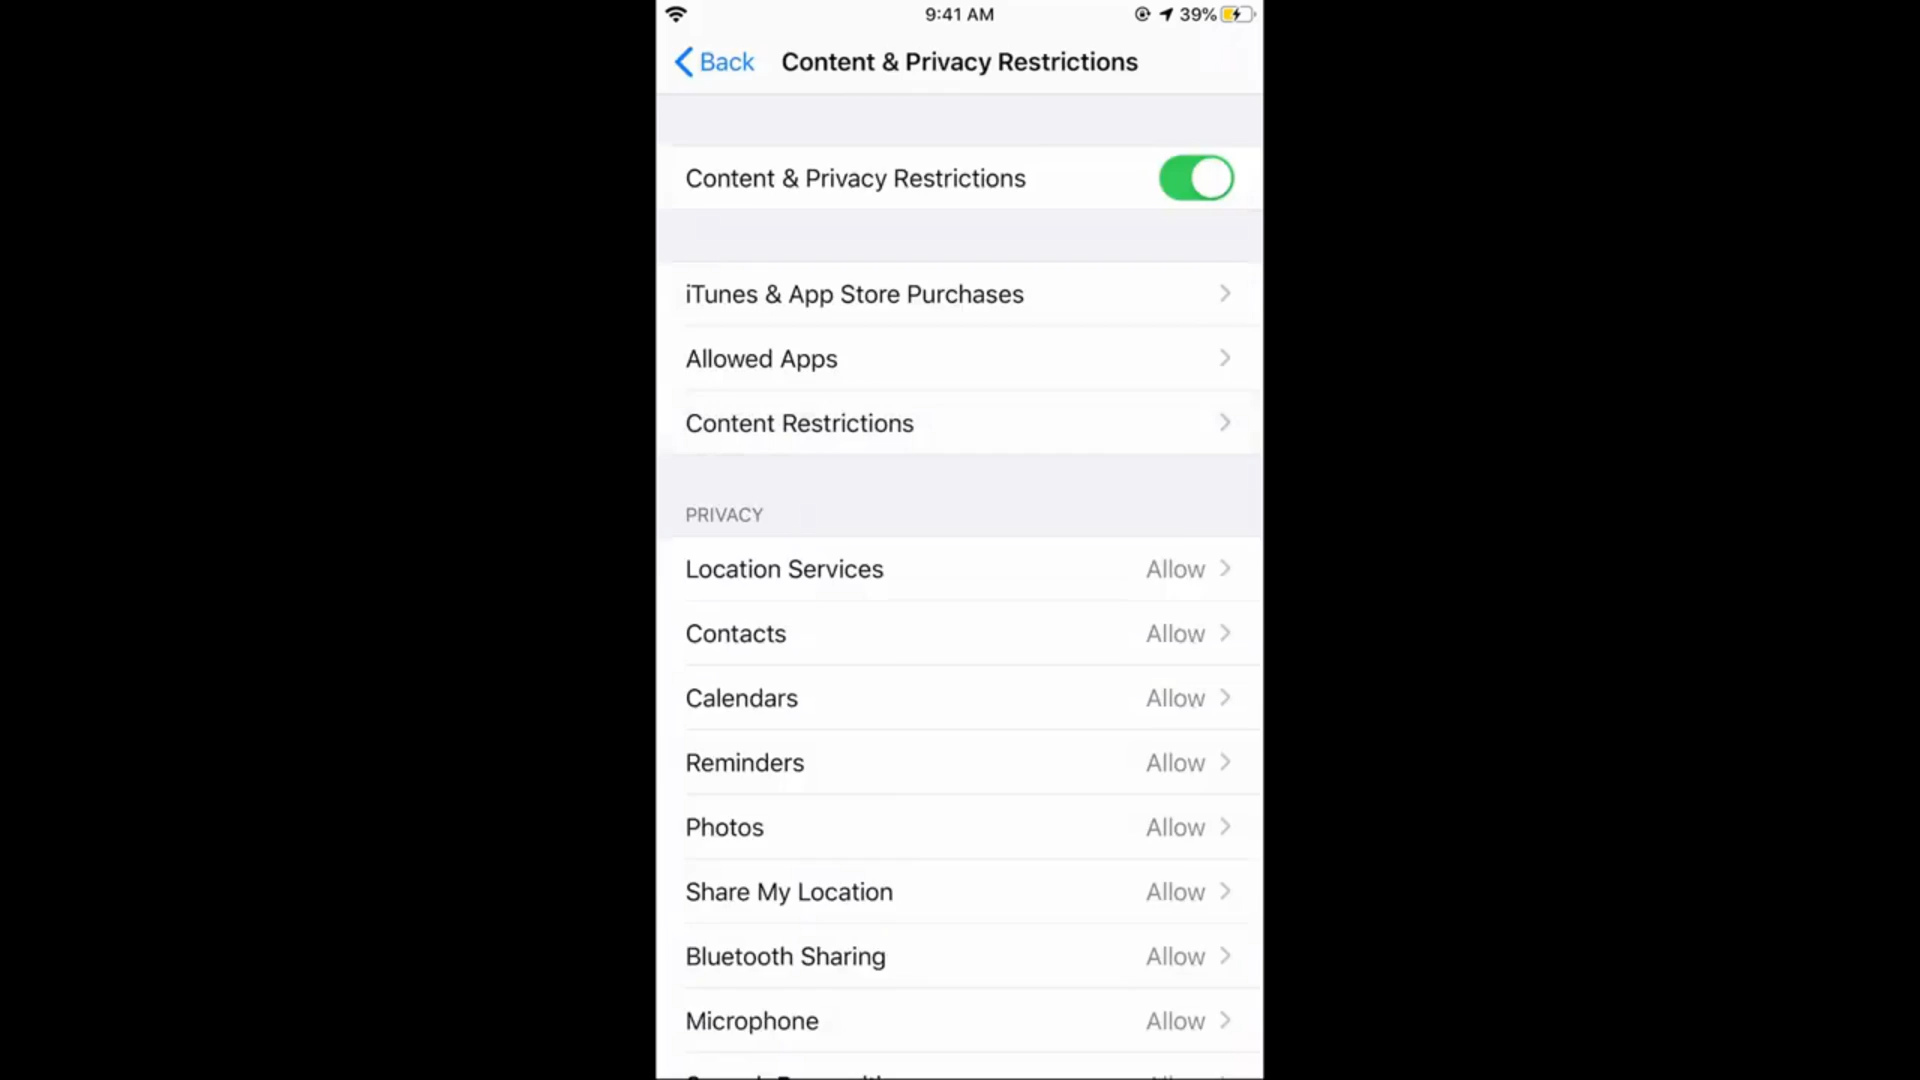 9:41 AM
39%
Back
Content & Privacy Restrictions
Content & Privacy Restrictions
iTunes & App Store Purchases
Allowed Apps
Content Restrictions
PRIVACY
Location Services Allow
Contacts Allow
Calendars Allow
Reminders Allow
Photos Allow
Share My Location Allow
Bluetooth Sharing Allow
Microphone Allow